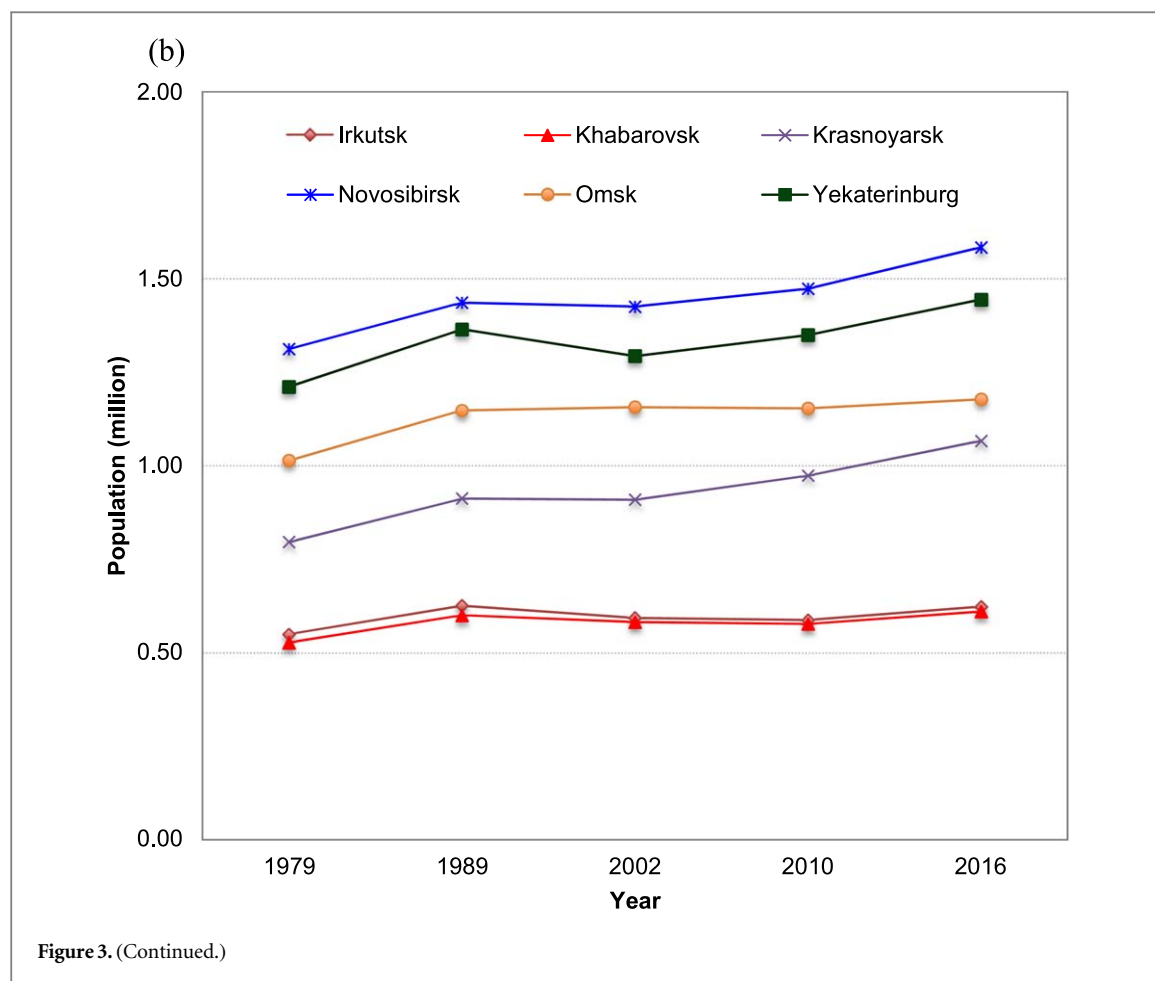 (b)
2.00
Irkutsk Khabarovsk Krasnoyarsk
Novosibirsk Omsk Yekaterinburg
1.50
1.00
0.50
0.00
Population (million)
1979 1989 2002 2010 2016
Year
Figure 3. (Continued.)